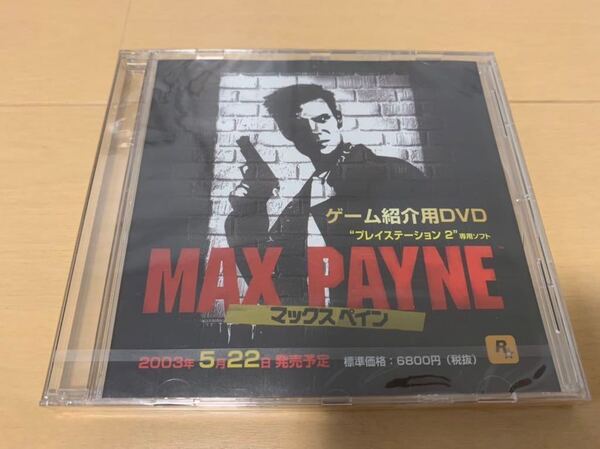 ゲーム紹介用DVD
“プレイステーション 2”専用ソフト
MAX PAYNE
マックス ペイン
2003年 5月22日 発売予定 標準価格：6800円（税抜）
R★